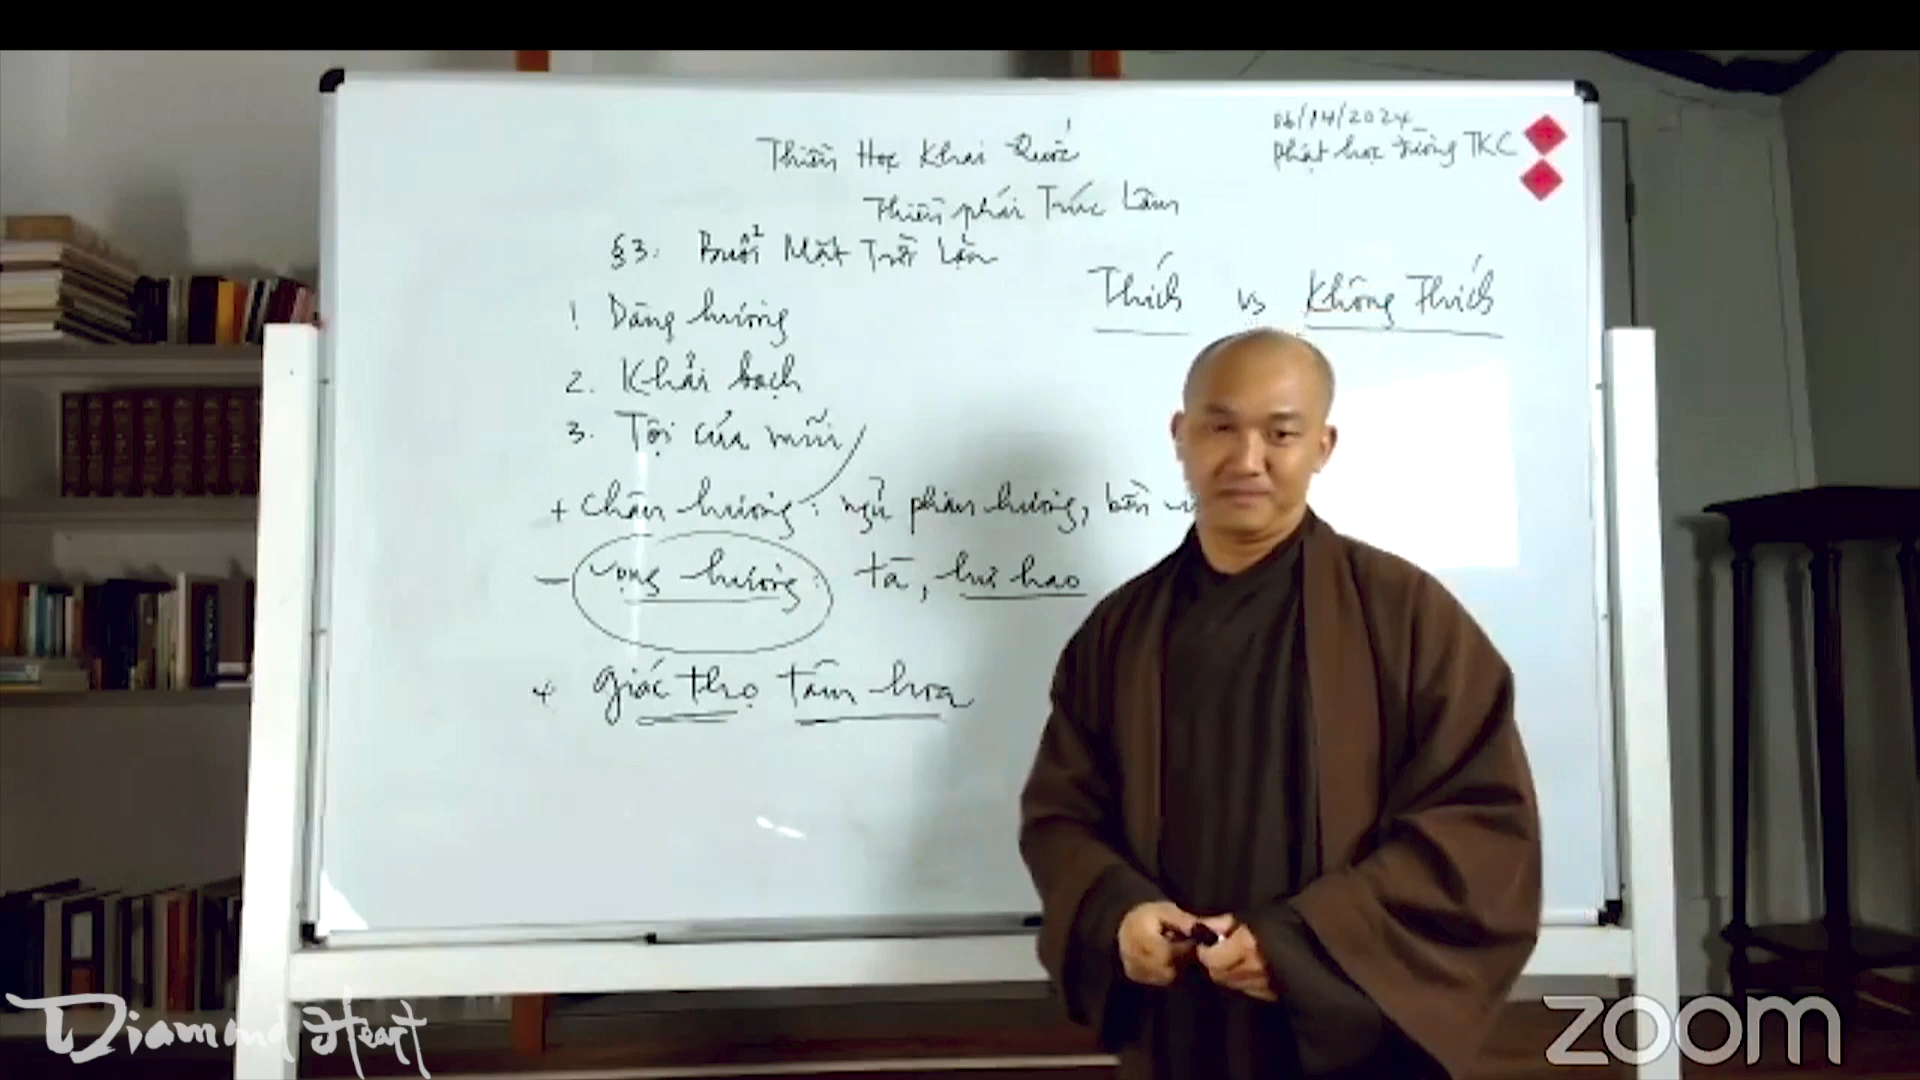 06/14/2024
Phật học đường TKC
Thiền Học Khai Quốc
Thiền phái Trúc Lâm
§3. Buổi Mặt Trời Lặn
Thích vs Không Thích
1 Dâng hương
2. Khải bạch
3. Tội của mũi
+ Chân hương: ngũ phần hương, bốn
- vọng hương: tà, hư hao
+ giác thọ tâm hoa
Diamond Heart
zoom